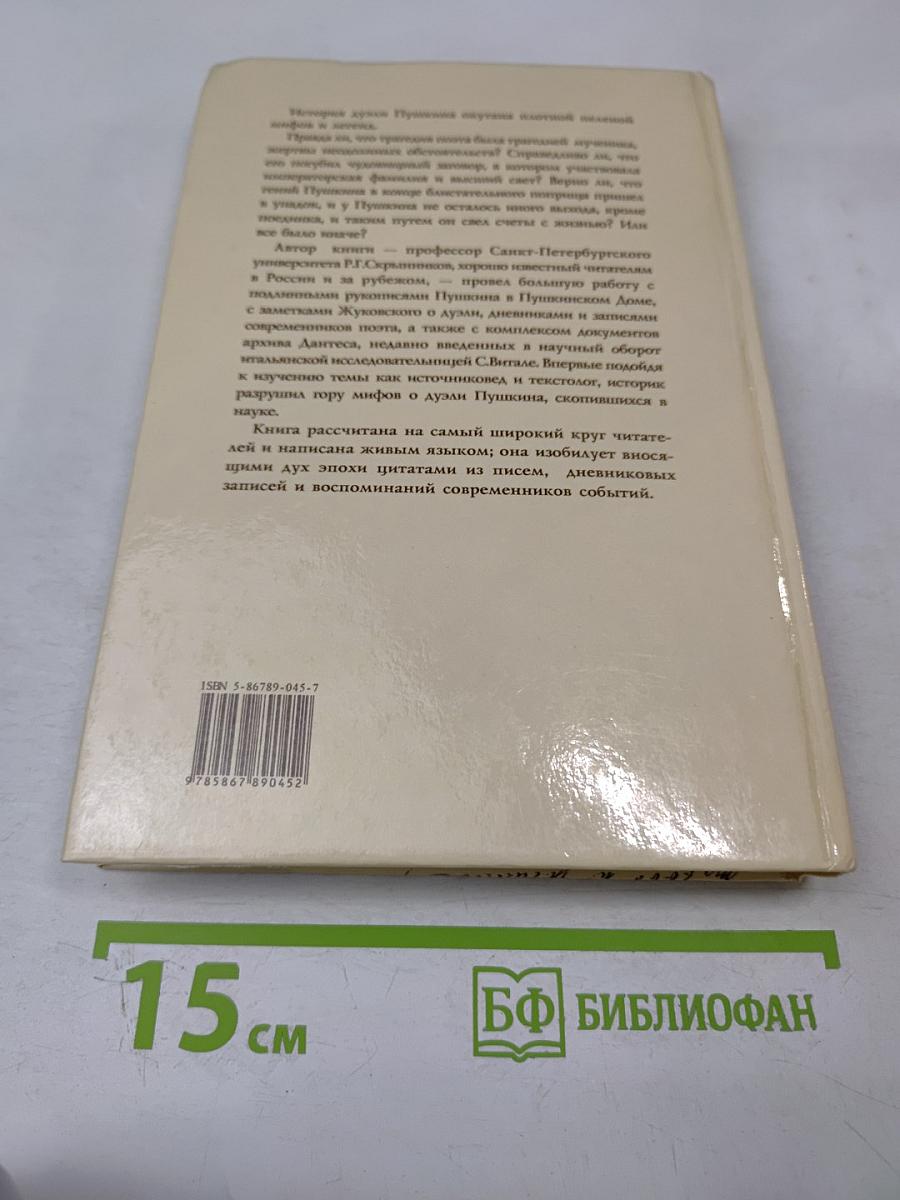 История дуэли Пушкина окутана плотной пеленой
мифов и легенд.
Правда ли, что трагедия поэта была трагедией мученика,
жертвы неодолимых обстоятельств? Справедливо ли, что
его погубил чудовищный заговор, в котором участвовала
императорская фамилия и высший свет? Верно ли, что
гений Пушкина в конце блистательного поприща пришел
в упадок, и у Пушкина не осталось иного выхода, кроме
поединка, и таким путем он свел счеты с жизнью? Или
все было иначе?
Автор книги — профессор Санкт-Петербургского
университета Р.Г.Скрынников, хорошо известный читателям
в России и за рубежом, — провел большую работу с
подлинными рукописями Пушкина в Пушкинском Доме,
с заметками Жуковского о дуэли, дневниками и записями
современников поэта, а также с комплексом документов
архива Дантеса, недавно введенных в научный оборот
итальянской исследовательницей С.Витале. Впервые подойдя
к изучению темы как источниковед и текстолог, историк
разрушил гору мифов о дуэли Пушкина, скопившихся в
науке.
Книга рассчитана на самый широкий круг читате-
лей и написана живым языком; она изобилует внося-
щими дух эпохи цитатами из писем, дневниковых
записей и воспоминаний современников событий.
ISBN 5-86789-045-7
9 785867 890452
15 см
БФ БИБЛИОФАН